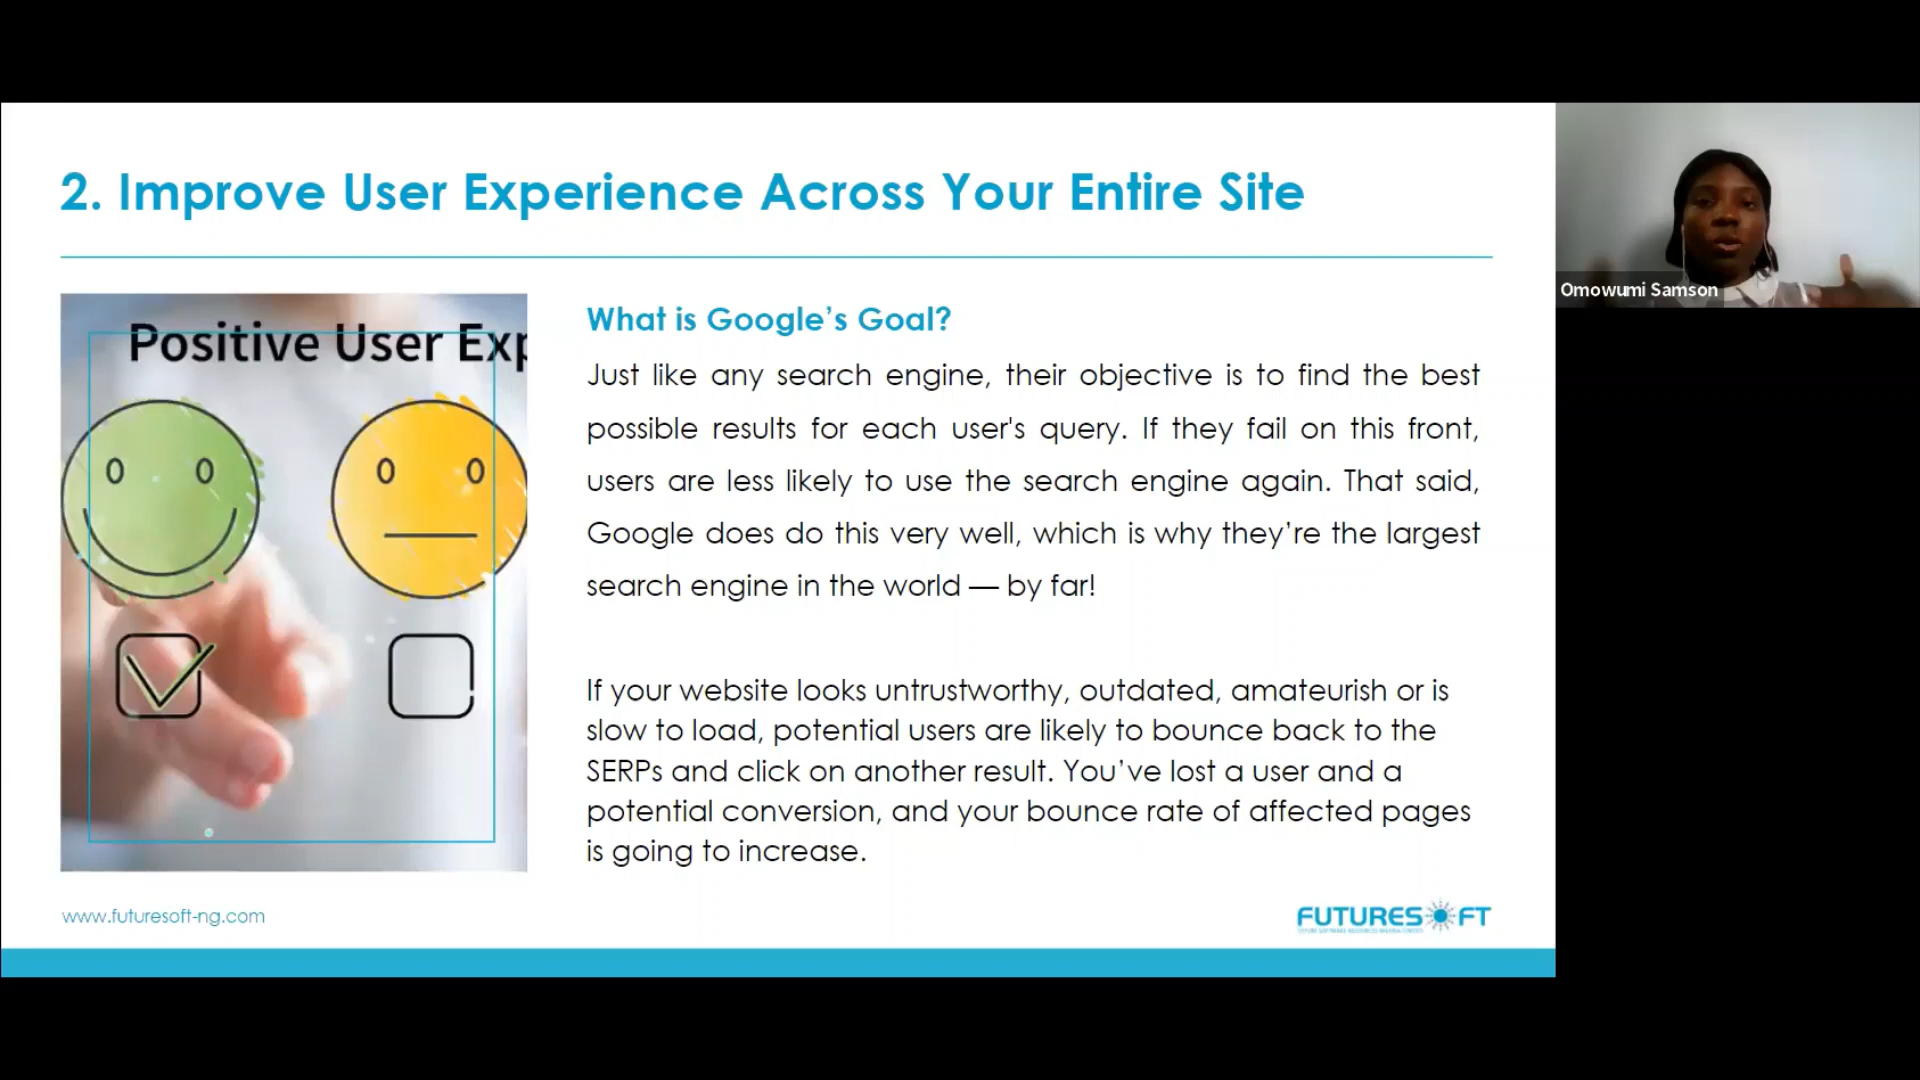 2. Improve User Experience Across Your Entire Site
Omowumi Samson
Positive User Exp
What is Google’s Goal?
Just like any search engine, their objective is to find the best
possible results for each user's query. If they fail on this front,
users are less likely to use the search engine again. That said,
Google does do this very well, which is why they’re the largest
search engine in the world — by far!
If your website looks untrustworthy, outdated, amateurish or is
slow to load, potential users are likely to bounce back to the
SERPs and click on another result. You’ve lost a user and a
potential conversion, and your bounce rate of affected pages
is going to increase.
www.futuresoft-ng.com
FUTURESOFT